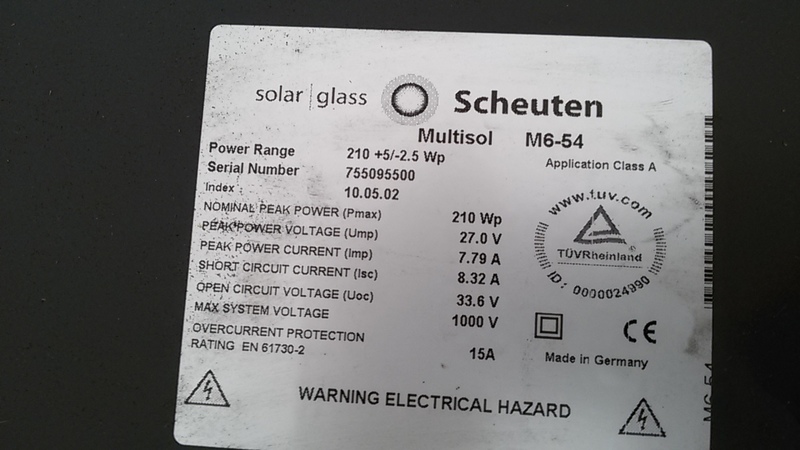 solar | glass Scheuten
Multisol M6-54
Power Range 210 +5/-2.5 Wp
Application Class A
Serial Number 755095500
Index : 10.05.02
NOMINAL PEAK POWER (Pmax) 210 Wp
PEAK POWER VOLTAGE (Ump) 27.0 V
PEAK POWER CURRENT (Imp) 7.79 A
SHORT CIRCUIT CURRENT (Isc) 8.32 A
OPEN CIRCUIT VOLTAGE (Uoc) 33.6 V
MAX SYSTEM VOLTAGE 1000 V
OVERCURRENT PROTECTION
RATING EN 61730-2 15A
www.tuv.com
TÜVRheinland
ID: 0000024990
CE
Made in Germany
WARNING ELECTRICAL HAZARD
M6-54